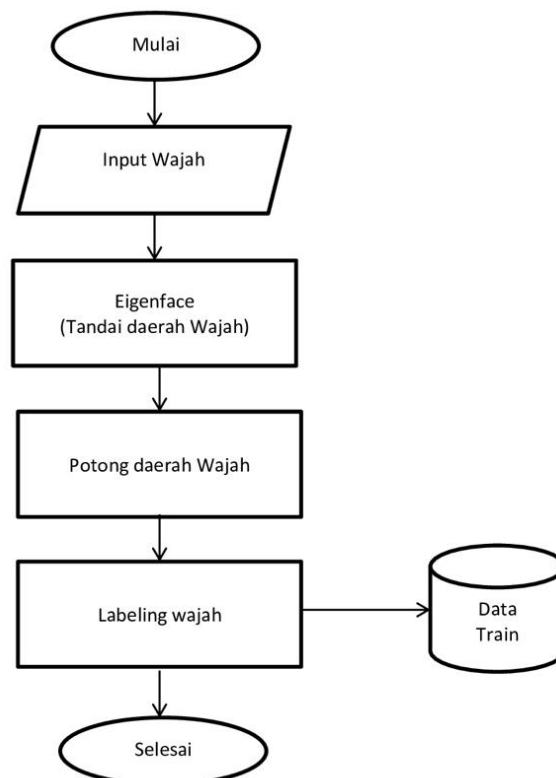 Mulai
Input Wajah
Eigenface
(Tandai daerah Wajah)
Potong daerah Wajah
Labeling wajah
Data
Train
Selesai